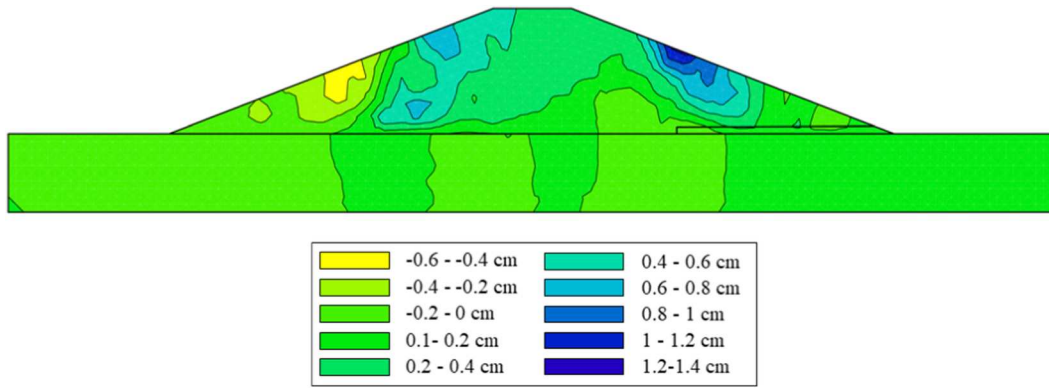 -0.6 - -0.4 cm
-0.4 - -0.2 cm
-0.2 - 0 cm
0.1- 0.2 cm
0.2 - 0.4 cm
0.4 - 0.6 cm
0.6 - 0.8 cm
0.8 - 1 cm
1 - 1.2 cm
1.2-1.4 cm